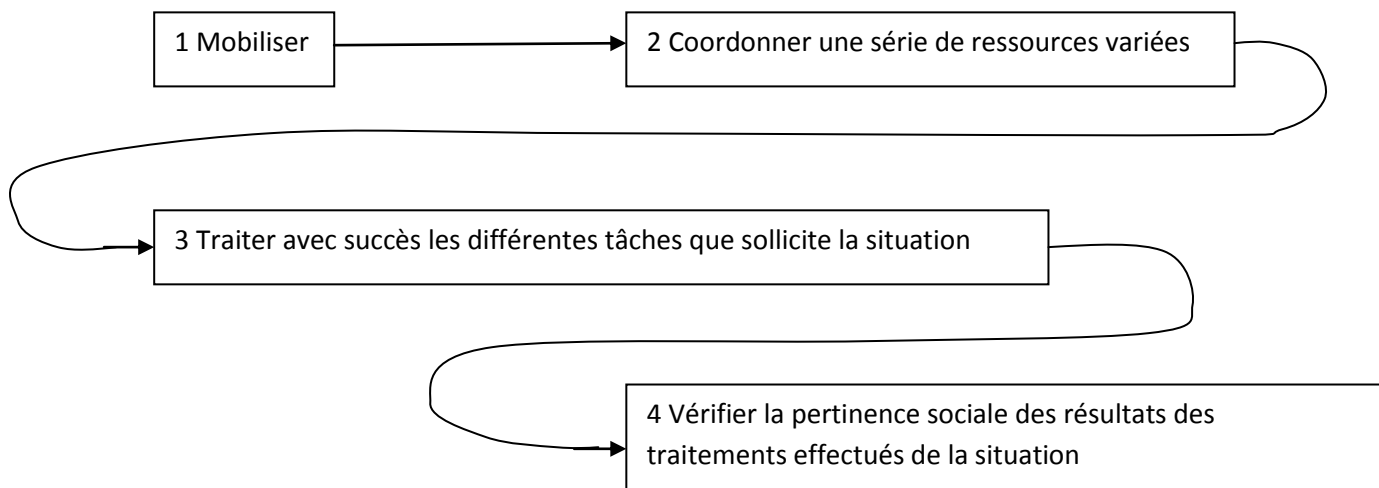 1 Mobiliser
2 Coordonner une série de ressources variées
3 Traiter avec succès les différentes tâches que sollicite la situation
4 Vérifier la pertinence sociale des résultats des
traitements effectués de la situation